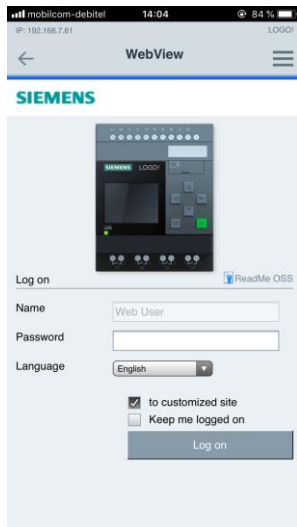 mobilcom-debitel 14:04 84 %
IP: 192.168.7.61 LOGO!
WebView
SIEMENS
SIEMENS LOGO!
Log on ReadMe OSS
Name Web User
Password
Language English
to customized site
Keep me logged on
Log on